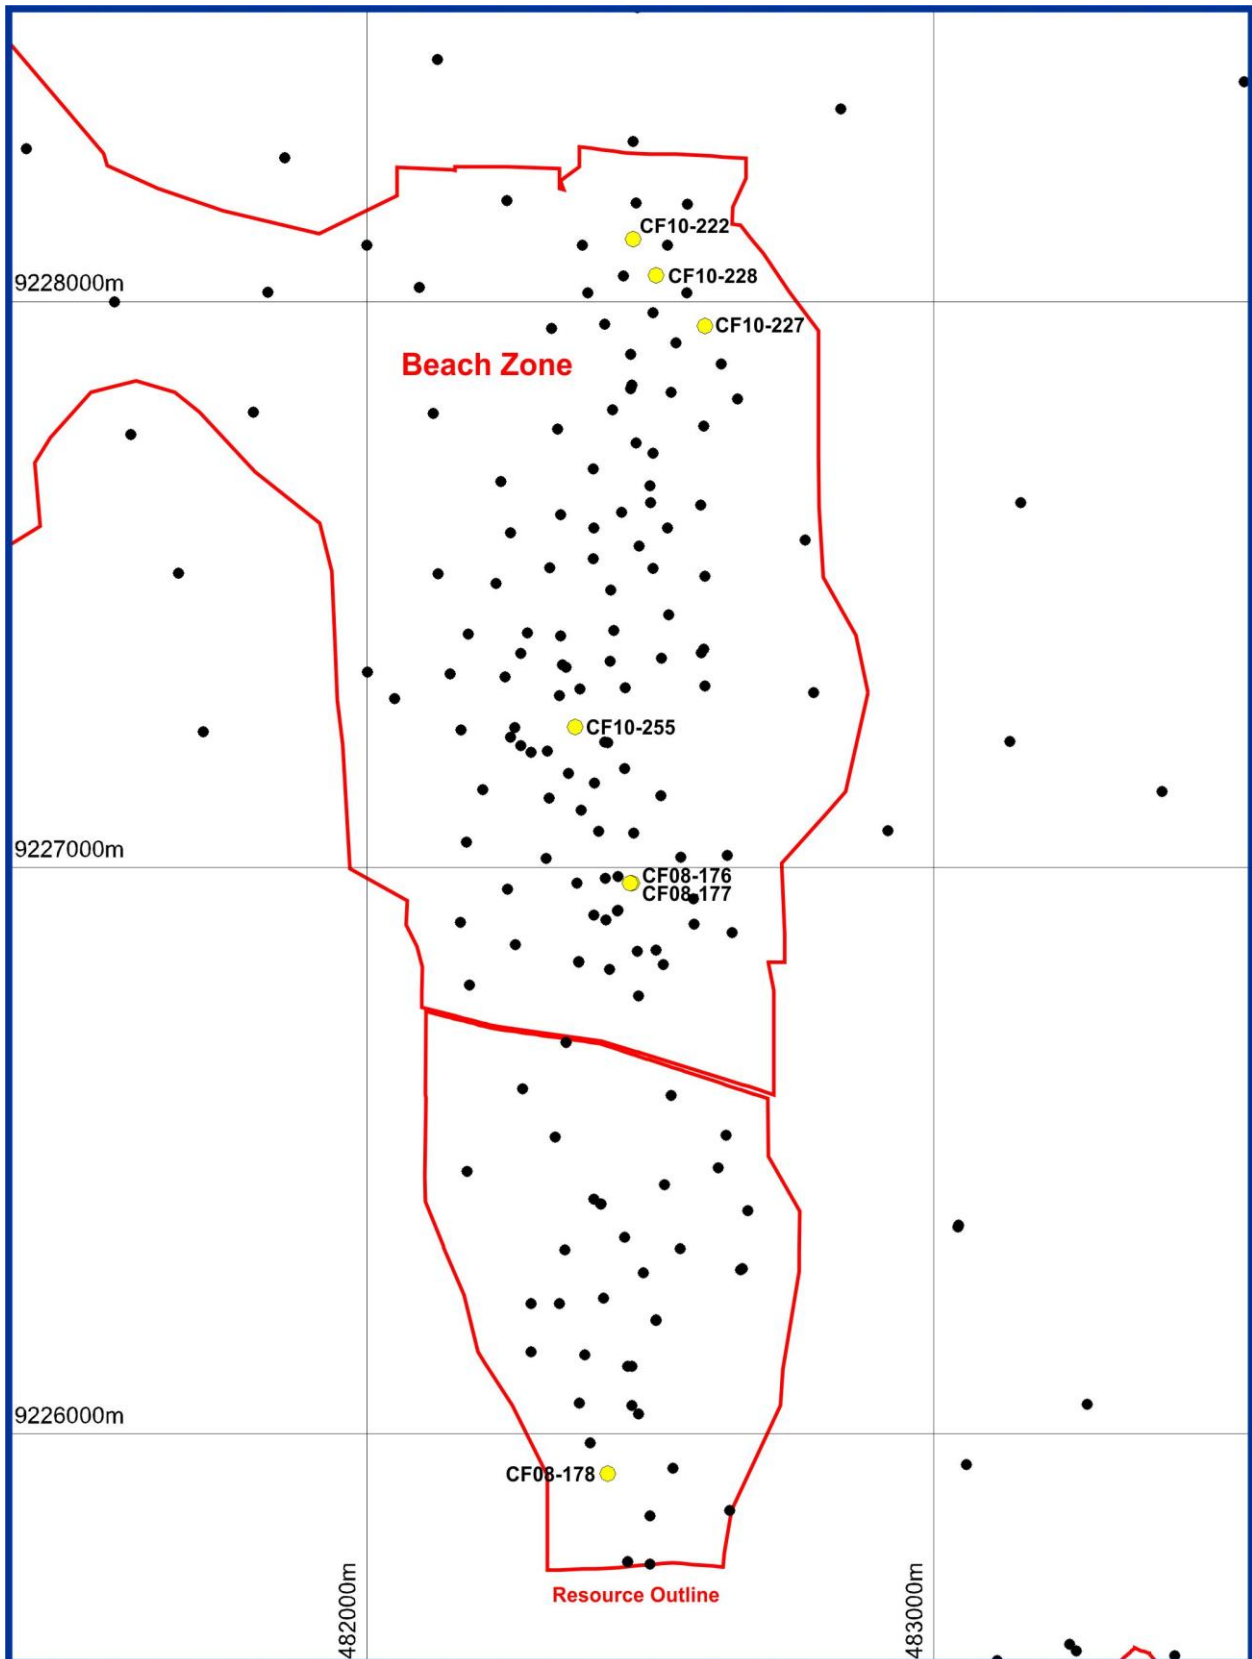 CF10-222
CF10-228
9228000m
CF10-227
Beach Zone
CF10-255
9227000m
CF08-176
CF08-177
9226000m
CF08-178
482000m
483000m
Resource Outline